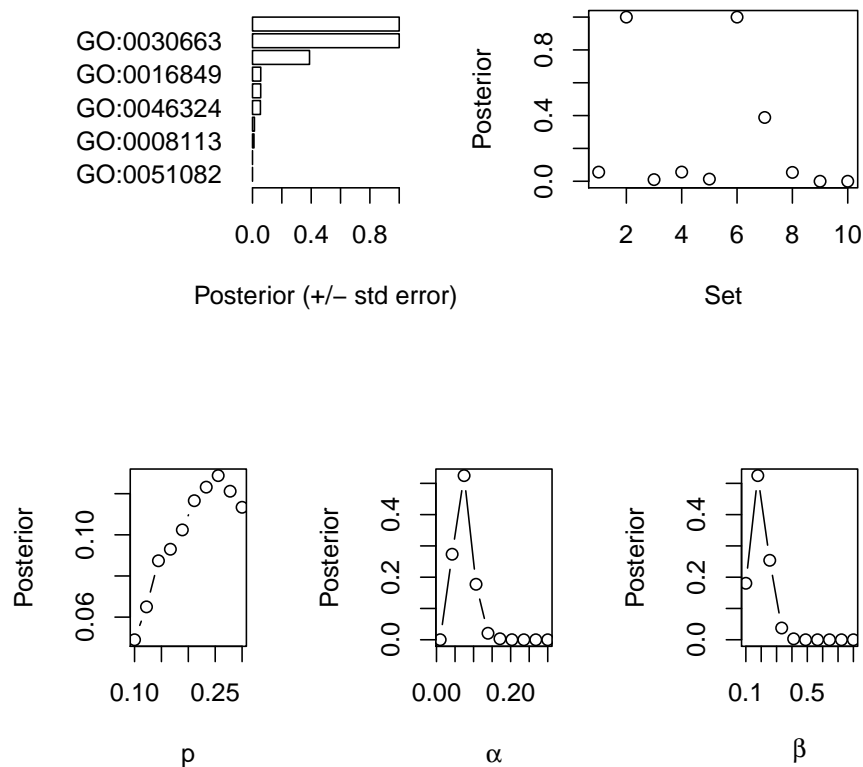 GO:0030663
GO:0016849
GO:0046324
GO:0008113
GO:0051082
0.0 0.4 0.8
Posterior (+/− std error)
Posterior
0.0 0.4 0.8
2 4 6 8 10
Set
Posterior
0.06 0.10
0.10 0.25
p
Posterior
0.0 0.2 0.4
0.00 0.20
α
Posterior
0.0 0.2 0.4
0.1 0.5
β